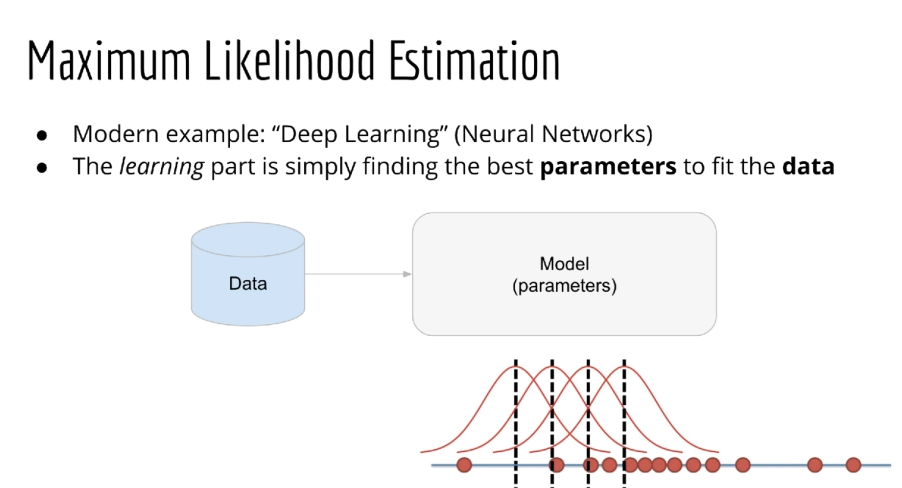 Maximum Likelihood Estimation
● Modern example: “Deep Learning” (Neural Networks)
● The learning part is simply finding the best parameters to fit the data
Data
Model
(parameters)